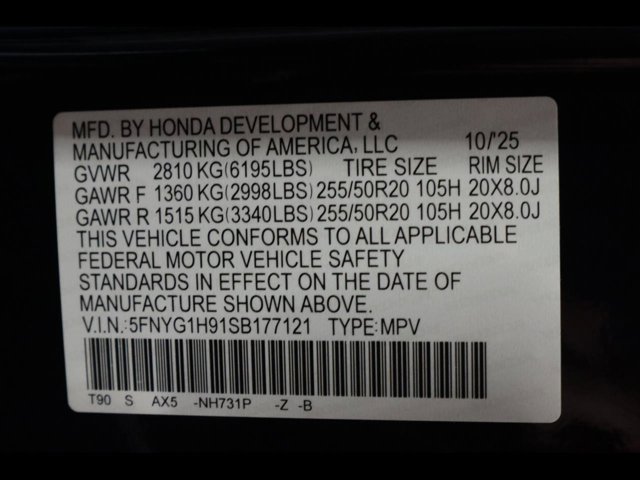 MFD. BY HONDA DEVELOPMENT &
MANUFACTURING OF AMERICA, LLC 10/'25
GVWR 2810 KG(6195LBS) TIRE SIZE RIM SIZE
GAWR F 1360 KG(2998LBS) 255/50R20 105H 20X8.0J
GAWR R 1515 KG(3340LBS) 255/50R20 105H 20X8.0J
THIS VEHICLE CONFORMS TO ALL APPLICABLE
FEDERAL MOTOR VEHICLE SAFETY
STANDARDS IN EFFECT ON THE DATE OF
MANUFACTURE SHOWN ABOVE.
V.I.N.:5FNYG1H91SB177121 TYPE:MPV
T90 S AX5 -NH731P -Z -B